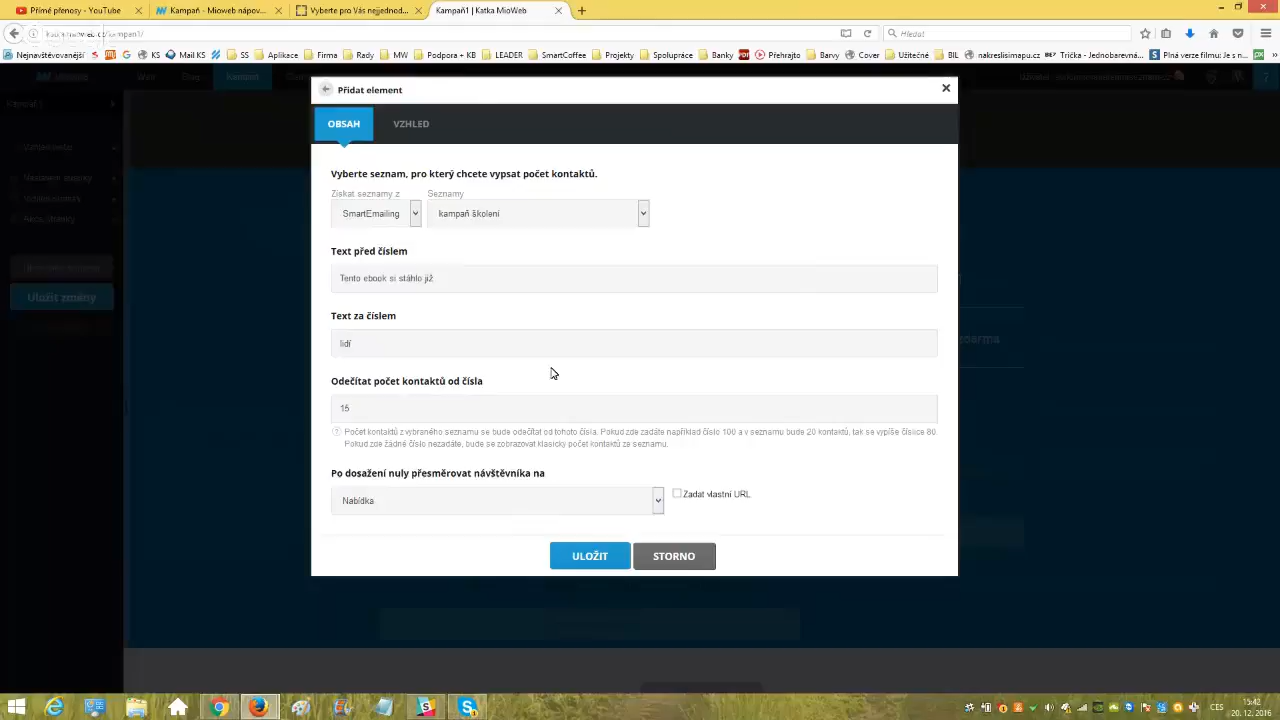 Přímé přenosy - YouTube
Kampaň - Mioweb nápov...
Vyberte pro Vás nejjednod...
Kampaň1 | Katka MioWeb
Hledat
Nejnavštěvovanější
KS
Mail KS
SS
Aplikace
Firma
Rady
MW
Podpora + KB
LEADER
SmartCoffee
Projekty
Spolupráce
Banky
Přehrajto
Barvy
Cover
Užitečné
BIL
nakreslisimapu.cz
Trička - Jednobarevná...
Plné verze filmů Je sn...
Přidat element
OBSAH
VZHLED
Vyberte seznam, pro který chcete vypsat počet kontaktů.
Získat seznamy z
Seznamy
SmartEmailing
kampaň školení
Text před číslem
Tento ebook si stáhlo již
Text za číslem
lidí
Odečítat počet kontaktů od čísla
15
Počet kontaktů z vybraného seznamu se bude odečítat od tohoto čísla. Pokud zde zadáte například číslo 100 a v seznamu bude 20 kontaktů, tak se vypíše číslice 80.
Pokud zde žádné číslo nezadáte, bude se zobrazovat klasicky počet kontaktů ze seznamu.
Po dosažení nuly přesměrovat návštěvníka na
Nabídka
Zadat vlastní URL
ULOŽIT
STORNO
Uložit změny
zdarma
CES
15:42
20. 12. 2016